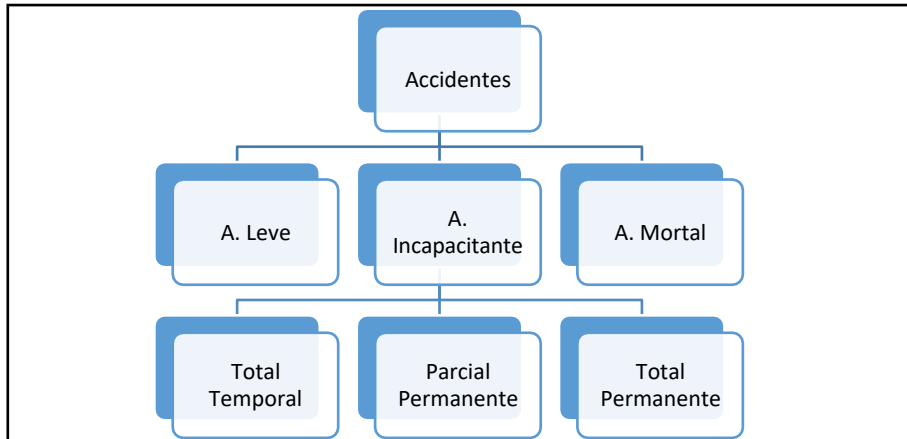 Accidentes
A. Leve
A.
Incapacitante
A. Mortal
Total
Temporal
Parcial
Permanente
Total
Permanente